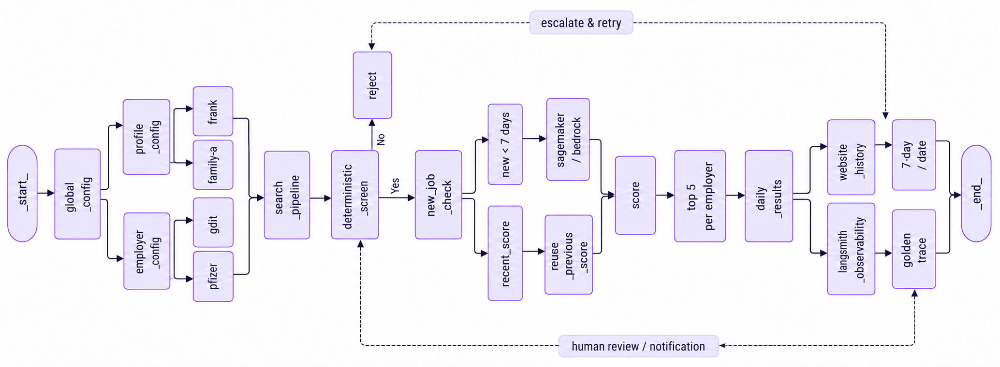 escalate & retry
_start_
global
_config
profile
_config
employer
_config
frank
family-a
gdit
pfizer
search
_pipeline
deterministic
_screen
No
reject
Yes
new_job
_check
new < 7 days
recent_score
sagemaker
/ bedrock
reuse
_previous
_score
score
top 5
per employer
daily
_results
website
_history
langsmith
_observability
7-day
/ date
golden
trace
_end_
human review / notification